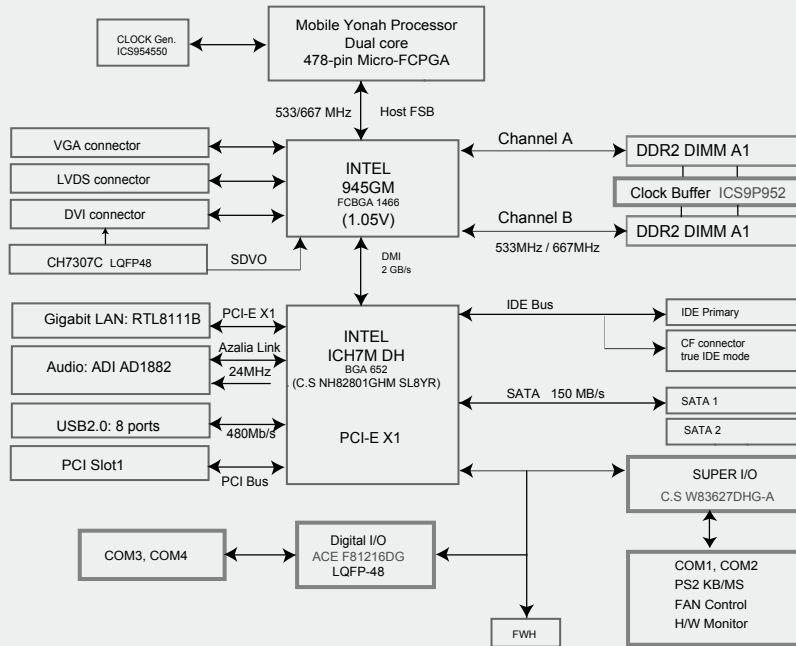 CLOCK Gen.
ICS954550
Mobile Yonah Processor
Dual core
478-pin Micro-FCPGA
533/667 MHz
Host FSB
VGA connector
LVDS connector
DVI connector
CH7307C LQFP48
SDVO
INTEL
945GM
FCBGA 1466
(1.05V)
Channel A
Channel B
533MHz / 667MHz
DDR2 DIMM A1
Clock Buffer ICS9P952
DDR2 DIMM A1
DMI
2 GB/s
Gigabit LAN: RTL8111B
PCI-E X1
Audio: ADI AD1882
Azalia Link
24MHz
USB2.0: 8 ports
480Mb/s
PCI Slot1
PCI Bus
INTEL
ICH7M DH
BGA 652
(C.S NH82801GHM SL8YR)
PCI-E X1
IDE Bus
IDE Primary
CF connector
true IDE mode
SATA 150 MB/s
SATA 1
SATA 2
SUPER I/O
C.S W83627DHG-A
COM3, COM4
Digital I/O
ACE F81216DG
LQFP-48
COM1, COM2
PS2 KB/MS
FAN Control
H/W Monitor
FWH